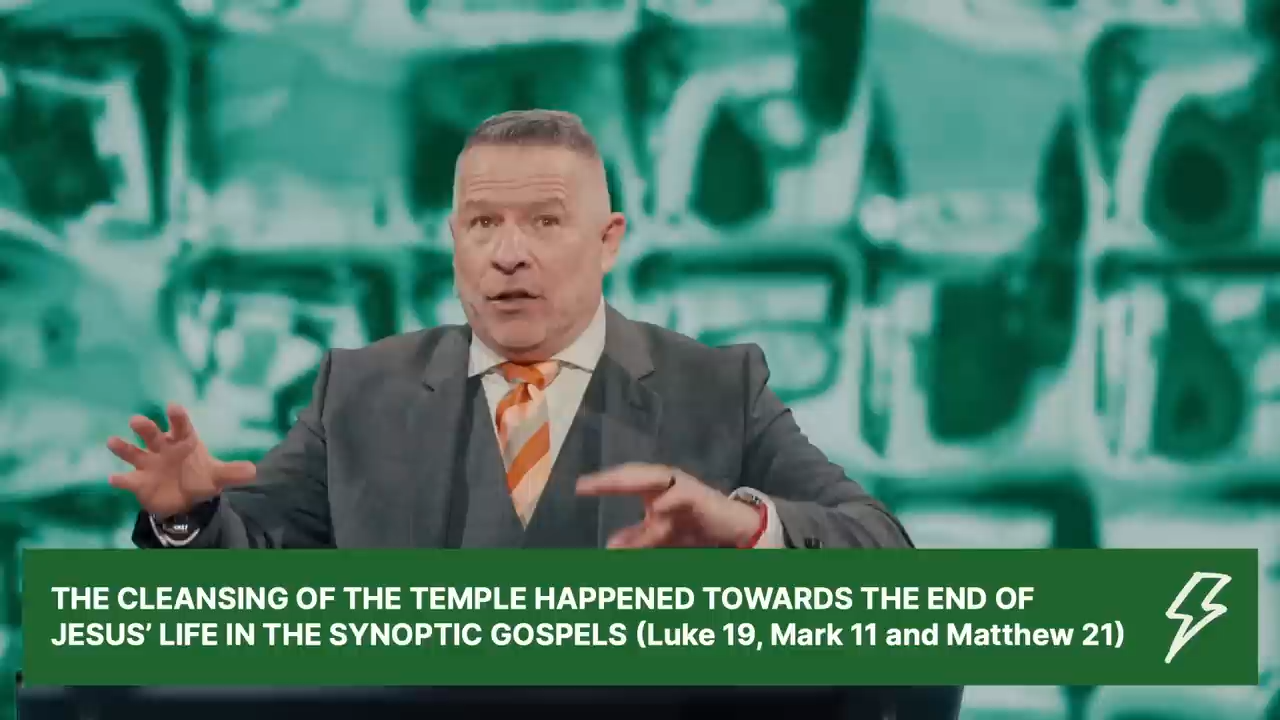 THE CLEANSING OF THE TEMPLE HAPPENED TOWARDS THE END OF
JESUS’ LIFE IN THE SYNOPTIC GOSPELS (Luke 19, Mark 11 and Matthew 21)